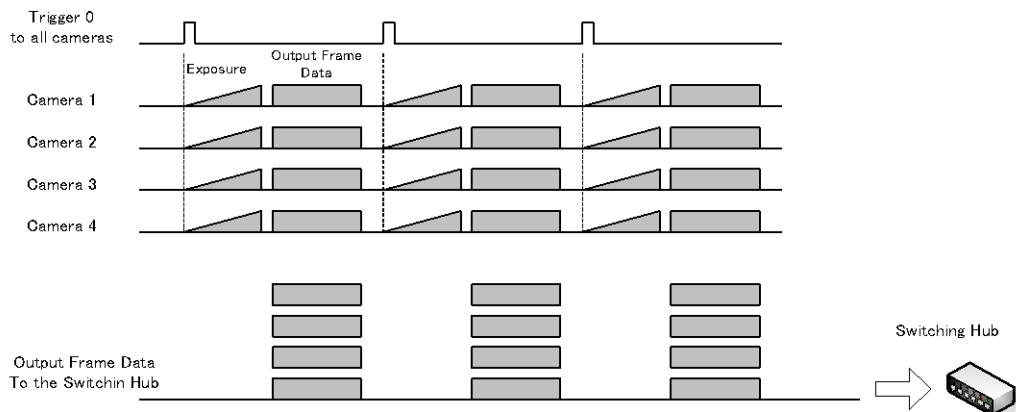 Trigger 0
to all cameras
Exposure
Output Frame
Data
Camera 1
Camera 2
Camera 3
Camera 4
Switching Hub
Output Frame Data
To the Switchin Hub